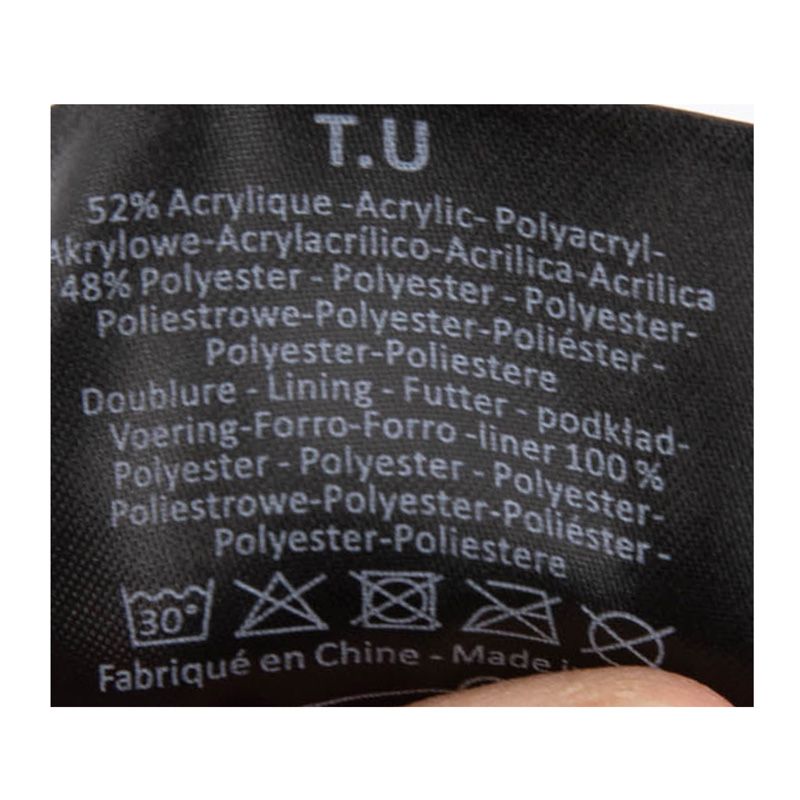 T.U
52% Acrylique -Acrylic- Polyacryl-
Akrylowe-Acrylacrílico-Acrilica-Acrilica
48% Polyester - Polyester - Polyester-
Poliestrowe-Polyester-Poliéster -
Polyester-Poliestere
Doublure - Lining - Futter - podkład-
Voering-Forro-Forro -liner 100 %
Polyester - Polyester - Polyester-
Poliestrowe-Polyester-Poliéster -
Polyester-Poliestere
30°
Fabriqué en Chine - Made